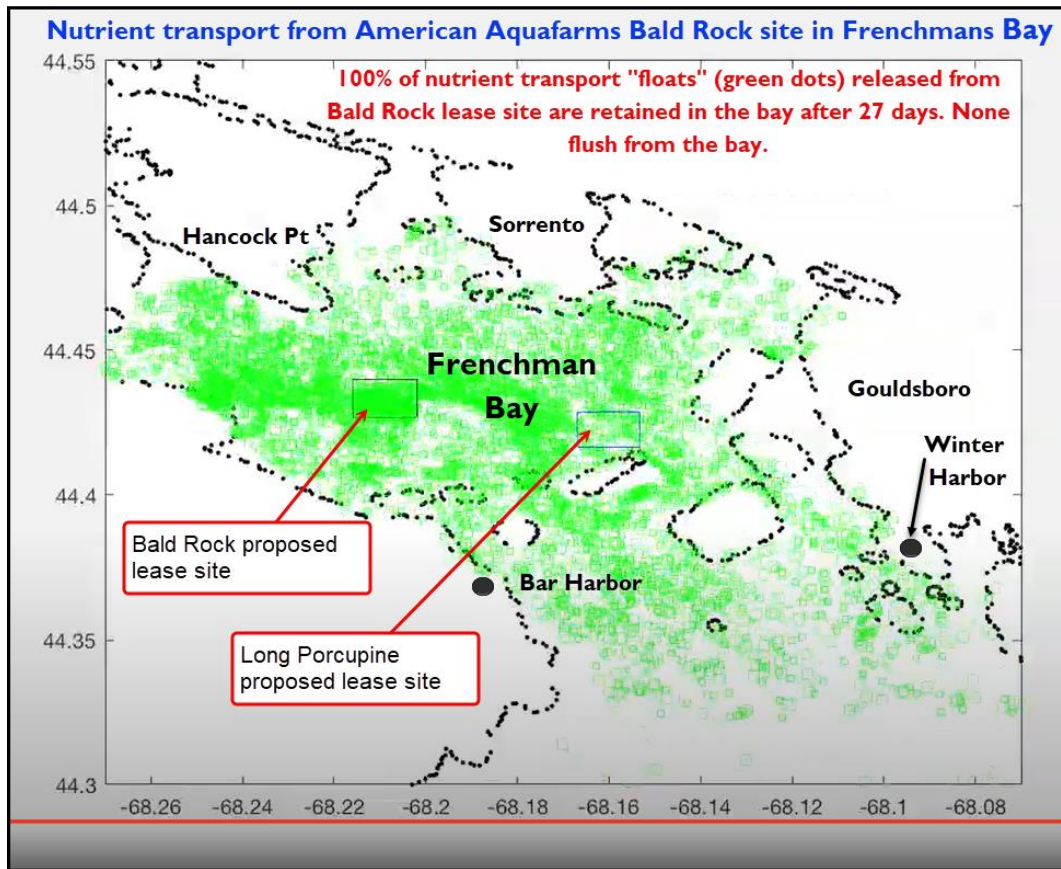 Nutrient transport from American Aquafarms Bald Rock site in Frenchmans Bay
100% of nutrient transport "floats" (green dots) released from
Bald Rock lease site are retained in the bay after 27 days. None
flush from the bay.
44.55
44.5
44.45
44.4
44.35
44.3
Hancock Pt
Sorrento
Frenchman
Bay
Gouldsboro
Winter
Harbor
Bald Rock proposed
lease site
Bar Harbor
Long Porcupine
proposed lease site
-68.26
-68.24
-68.22
-68.2
-68.18
-68.16
-68.14
-68.12
-68.1
-68.08